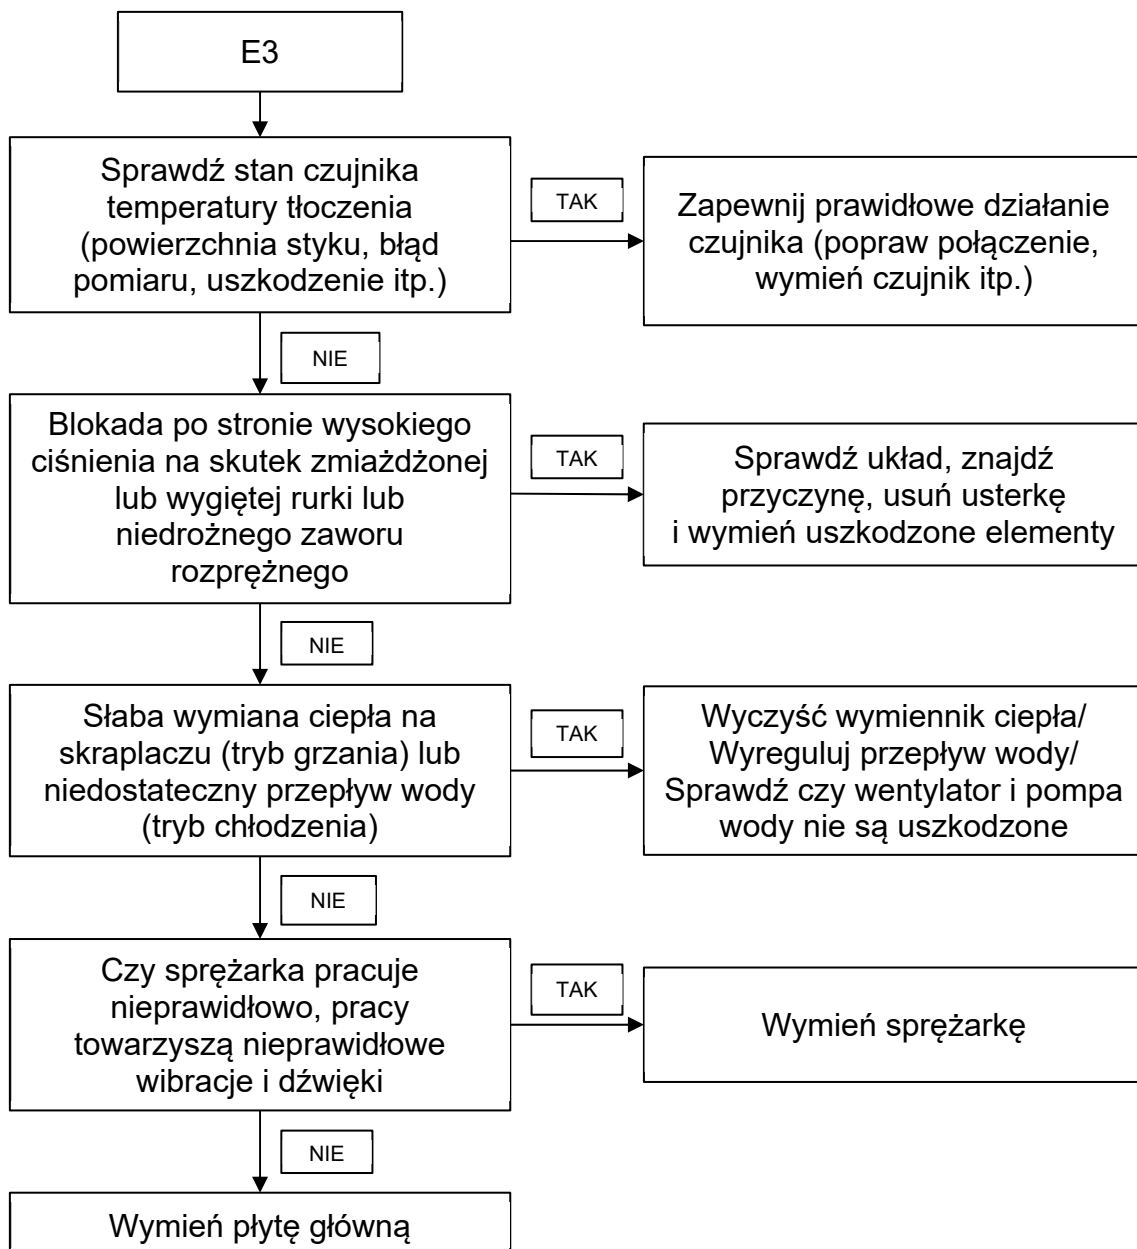 E3
Sprawdź stan czujnika
temperatury tłoczenia
(powierzchnia styku, błąd
pomiaru, uszkodzenie itp.)
TAK
Zapewnij prawidłowe działanie
czujnika (popraw połączenie,
wymień czujnik itp.)
NIE
Blokada po stronie wysokiego
ciśnienia na skutek zmiażdżonej
lub wygiętej rurki lub
niedrożnego zaworu
rozprężnego
TAK
Sprawdź układ, znajdź
przyczynę, usuń usterkę
i wymień uszkodzone elementy
NIE
Słaba wymiana ciepła na
skraplaczu (tryb grzania) lub
niedostateczny przepływ wody
(tryb chłodzenia)
TAK
Wyczyść wymiennik ciepła/
Wyreguluj przepływ wody/
Sprawdź czy wentylator i pompa
wody nie są uszkodzone
NIE
Czy sprężarka pracuje
nieprawidłowo, pracy
towarzyszą nieprawidłowe
wibracje i dźwięki
TAK
Wymień sprężarkę
NIE
Wymień płytę główną